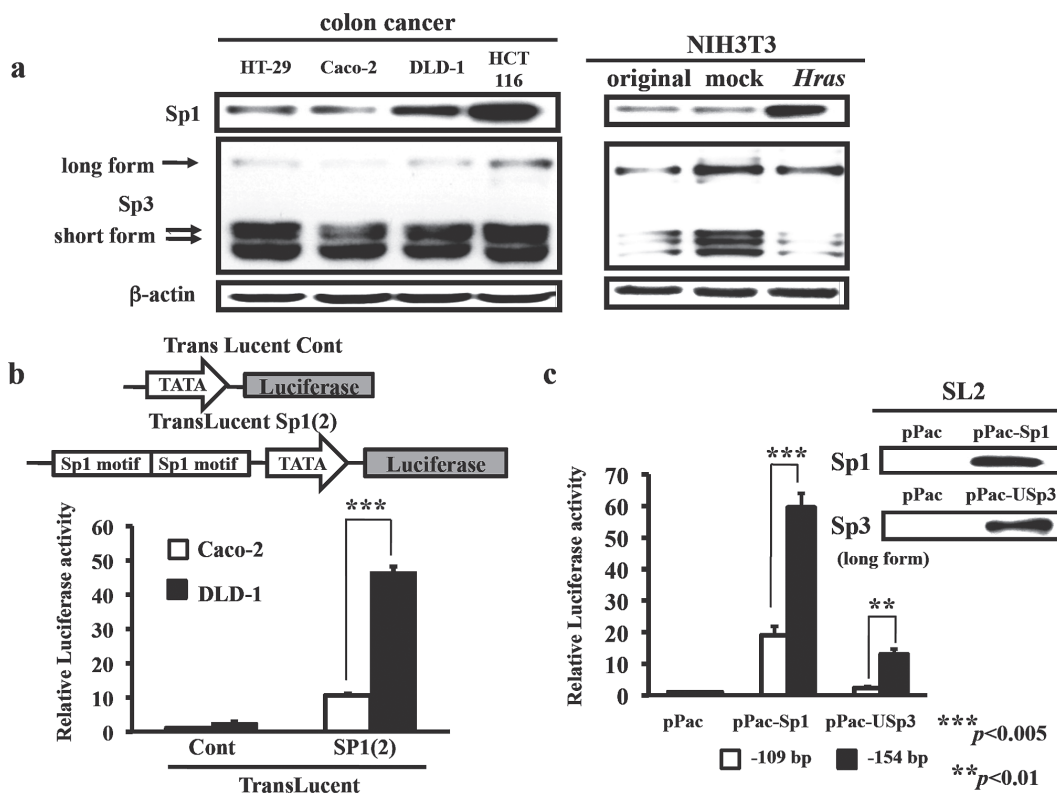 a
colon cancer
HT-29 Caco-2 DLD-1 HCT 116
NIH3T3
original mock Hras
Sp1
long form
Sp3
short form
β-actin
b
Trans Lucent Cont
TATA Luciferase
TransLucent Sp1(2)
Sp1 motif Sp1 motif TATA Luciferase
Relative Luciferase activity
60
50
40
30
20
10
0
Caco-2
DLD-1
***
Cont SP1(2)
TransLucent
c
SL2
pPac pPac-Sp1
Sp1
pPac pPac-USp3
Sp3
(long form)
Relative Luciferase activity
70
60
50
40
30
20
10
0
***
**
pPac pPac-Sp1 pPac-USp3
-109 bp -154 bp
***p<0.005
**p<0.01